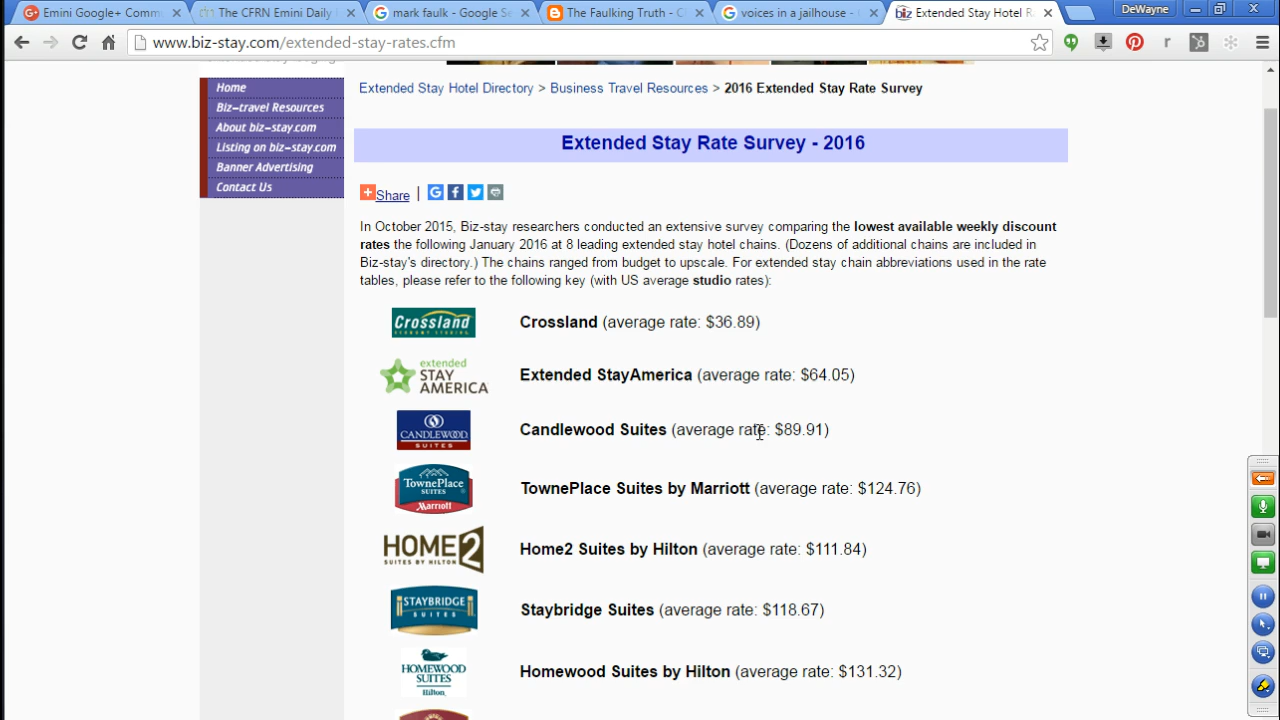 Emini Google+ Comm
The CFRN Emini Daily
mark faulk - Google S
The Faulking Truth - C
voices in a jailhouse -
Extended Stay Hotel R
DeWayne
www.biz-stay.com/extended-stay-rates.cfm
Home
Biz-travel Resources
About biz-stay.com
Listing on biz-stay.com
Banner Advertising
Contact Us
Extended Stay Hotel Directory > Business Travel Resources > 2016 Extended Stay Rate Survey
Extended Stay Rate Survey - 2016
Share |
In October 2015, Biz-stay researchers conducted an extensive survey comparing the lowest available weekly discount
rates the following January 2016 at 8 leading extended stay hotel chains. (Dozens of additional chains are included in
Biz-stay's directory.) The chains ranged from budget to upscale. For extended stay chain abbreviations used in the rate
tables, please refer to the following key (with US average studio rates):
Crossland
ECONOMY STUDIOS
Crossland (average rate: $36.89)
extended
STAY
AMERICA
Extended StayAmerica (average rate: $64.05)
CANDLEWOOD
SUITES
Candlewood Suites (average rate: $89.91)
TownePlace
SUITES
Marriott
TownePlace Suites by Marriott (average rate: $124.76)
HOME2
SUITES BY HILTON
Home2 Suites by Hilton (average rate: $111.84)
STAYBRIDGE
SUITES
Staybridge Suites (average rate: $118.67)
HOMEWOOD
SUITES
Hilton
Homewood Suites by Hilton (average rate: $131.32)